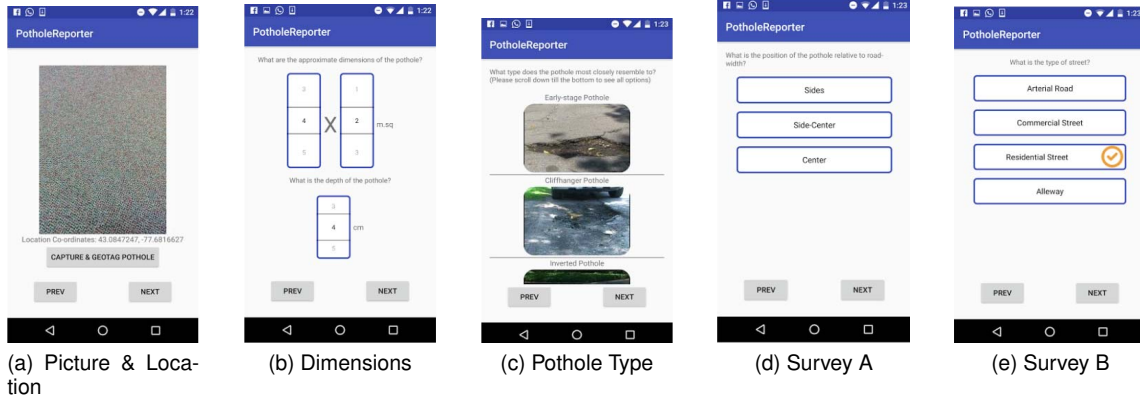 1:22
PotholeReporter
Location Co-ordinates: 43.0847247, -77.6816627
CAPTURE & GEOTAG POTHOLE
PREV NEXT
(a) Picture & Loca-
tion
1:22
PotholeReporter
What are the approximate dimensions of the pothole?
3 1
4 X 2 m.sq
5 3
What is the depth of the pothole?
3
4 cm
5
PREV NEXT
(b) Dimensions
1:23
PotholeReporter
What type does the pothole most closely resemble to?
(Please scroll down till the bottom to see all options)
Early-stage Pothole
Cliffhanger Pothole
Inverted Pothole
PREV NEXT
(c) Pothole Type
1:23
PotholeReporter
What is the position of the pothole relative to road-
width?
Sides
Side-Center
Center
PREV NEXT
(d) Survey A
1:23
PotholeReporter
What is the type of street?
Arterial Road
Commercial Street
Residential Street
Alleway
PREV NEXT
(e) Survey B